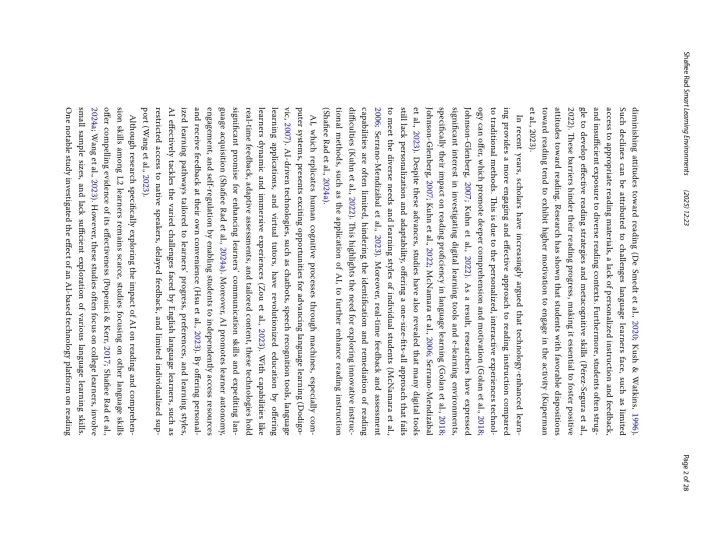 Shafiee Rad Smart Learning Environments (2025) 12:23
Page 2 of 28
diminishing attitudes toward reading (De Smedt et al., 2020; Kush & Watkins, 1996).
Such declines can be attributed to challenges language learners face, such as limited
access to appropriate reading materials, a lack of personalized instruction and feedback,
and insufficient exposure to diverse reading contexts. Furthermore, students often strug-
gle to develop effective reading strategies and metacognitive skills (Pérez-Segura et al.,
2022). These barriers hinder their reading progress, making it essential to foster positive
attitudes toward reading. Research has shown that students with favorable dispositions
toward reading tend to exhibit higher motivation to engage in the activity (Kuperman
et al., 2023).
In recent years, scholars have increasingly argued that technology-enhanced learn-
ing provides a more engaging and effective approach to reading instruction compared
to traditional methods. This is due to the personalized, interactive experiences technol-
ogy can offer, which promote deeper comprehension and motivation (Golan et al., 2018;
Johnson-Glenberg, 2007; Kuhn et al., 2022). As a result, researchers have expressed
significant interest in investigating digital learning tools and e-learning environments,
specifically their impact on reading proficiency in language learning (Golan et al., 2018;
Johnson-Glenberg, 2007; Kuhn et al., 2022; McNamara et al., 2006; Serrano-Mendizábal
et al., 2023). Despite these advances, studies have also revealed that many digital tools
still lack personalization and adaptability, offering a one-size-fits-all approach that fails
to meet the diverse needs and learning styles of individual students (McNamara et al.,
2006; Serrano-Mendizábal et al., 2023). Moreover, real-time feedback and assessment
capabilities are often limited, hindering the identification and remediation of reading
difficulties (Kuhn et al., 2022). This highlights the need for exploring innovative instruc-
tional methods, such as the application of AI, to further enhance reading instruction
(Shafiee Rad et al., 2024a).
AI, which replicates human cognitive processes through machines, especially com-
puter systems, presents exciting opportunities for advancing language learning (Dodigo-
vic, 2007). AI-driven technologies, such as chatbots, speech recognition tools, language
learning applications, and virtual tutors, have revolutionized education by offering
learners dynamic and immersive experiences (Zou et al., 2023). With capabilities like
real-time feedback, adaptive assessments, and tailored content, these technologies hold
significant promise for enhancing learners' communication skills and expediting lan-
guage acquisition (Shafiee Rad et al., 2024a). Moreover, AI promotes learner autonomy,
engagement, and self-regulation by enabling students to independently access resources
and receive feedback at their own convenience (Hsu et al., 2023). By offering personal-
ized learning pathways tailored to learners' progress, preferences, and learning styles,
AI effectively tackles the varied challenges faced by English language learners, such as
restricted access to native speakers, delayed feedback, and limited individualized sup-
port (Wang et al., 2023).
Although research specifically exploring the impact of AI on reading and comprehen-
sion skills among L2 learners remains scarce, studies focusing on other language skills
offer compelling evidence of its effectiveness (Popenici & Kerr, 2017; Shafiee Rad et al.,
2024a; Wang et al., 2023). However, these studies often focus on college learners, involve
small sample sizes, and lack sufficient exploration of various language learning skills.
One notable study investigated the effect of an AI-based technology platform on reading